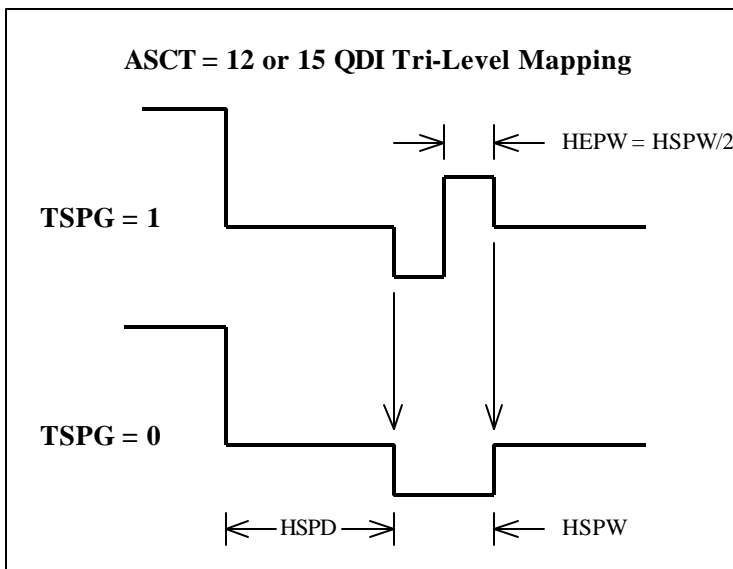 ASCT = 12 or 15 QDI Tri-Level Mapping
HEPW = HSPW/2
TSPG = 1
TSPG = 0
HSPD
HSPW